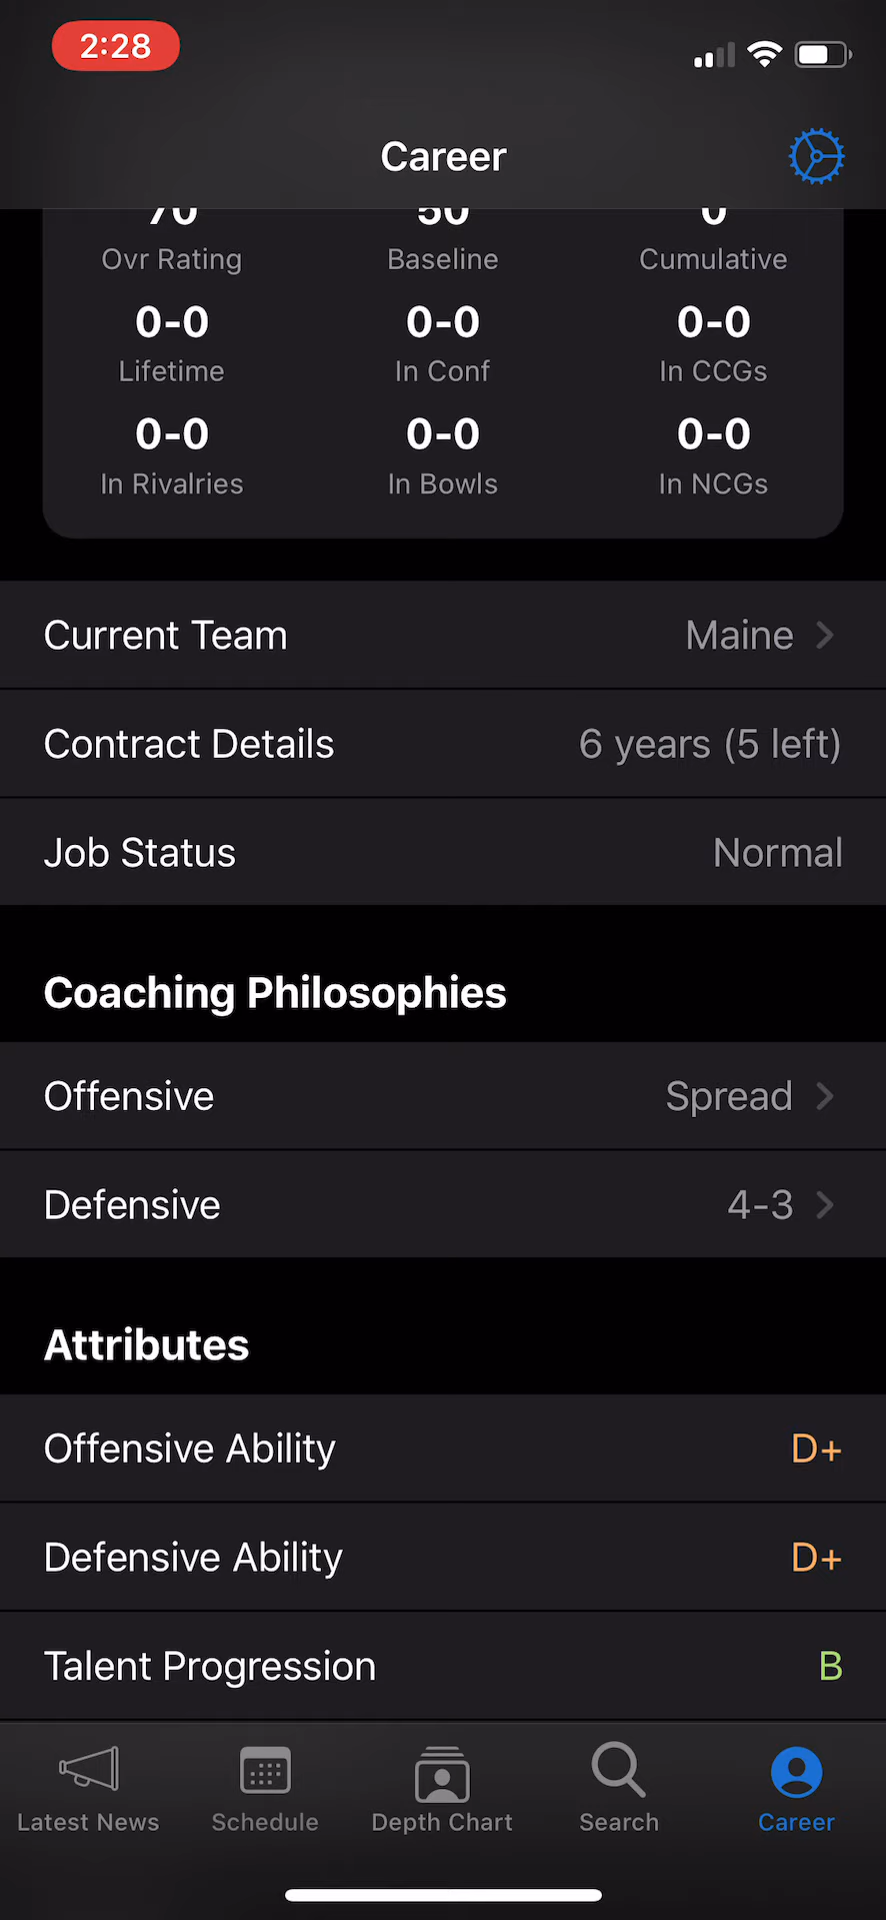 2:28
Career
70 50 0
Ovr Rating Baseline Cumulative
0-0 0-0 0-0
Lifetime In Conf In CCGs
0-0 0-0 0-0
In Rivalries In Bowls In NCGs
Current Team Maine
Contract Details 6 years (5 left)
Job Status Normal
Coaching Philosophies
Offensive Spread
Defensive 4-3
Attributes
Offensive Ability D+
Defensive Ability D+
Talent Progression B
Latest News Schedule Depth Chart Search Career